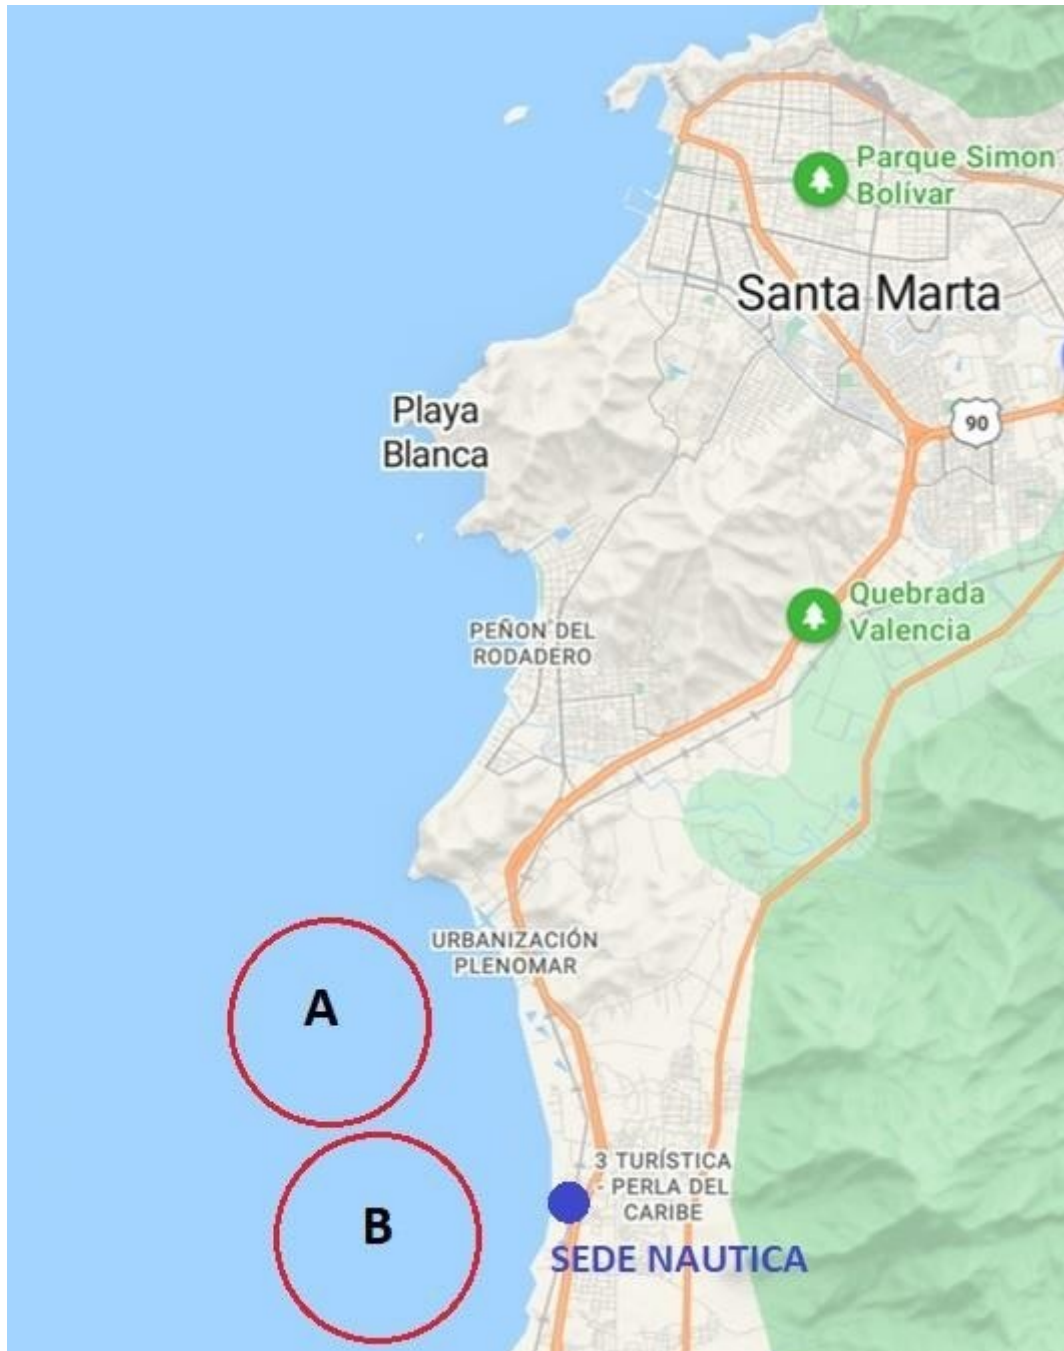 Parque Simon
Bolívar
Santa Marta
Playa
Blanca
90
Quebrada
Valencia
PEÑON DEL
RODADERO
URBANIZACIÓN
PLENOMAR
A
3 TURÍSTICA
- PERLA DEL
CARIBE
B
SEDE NAUTICA